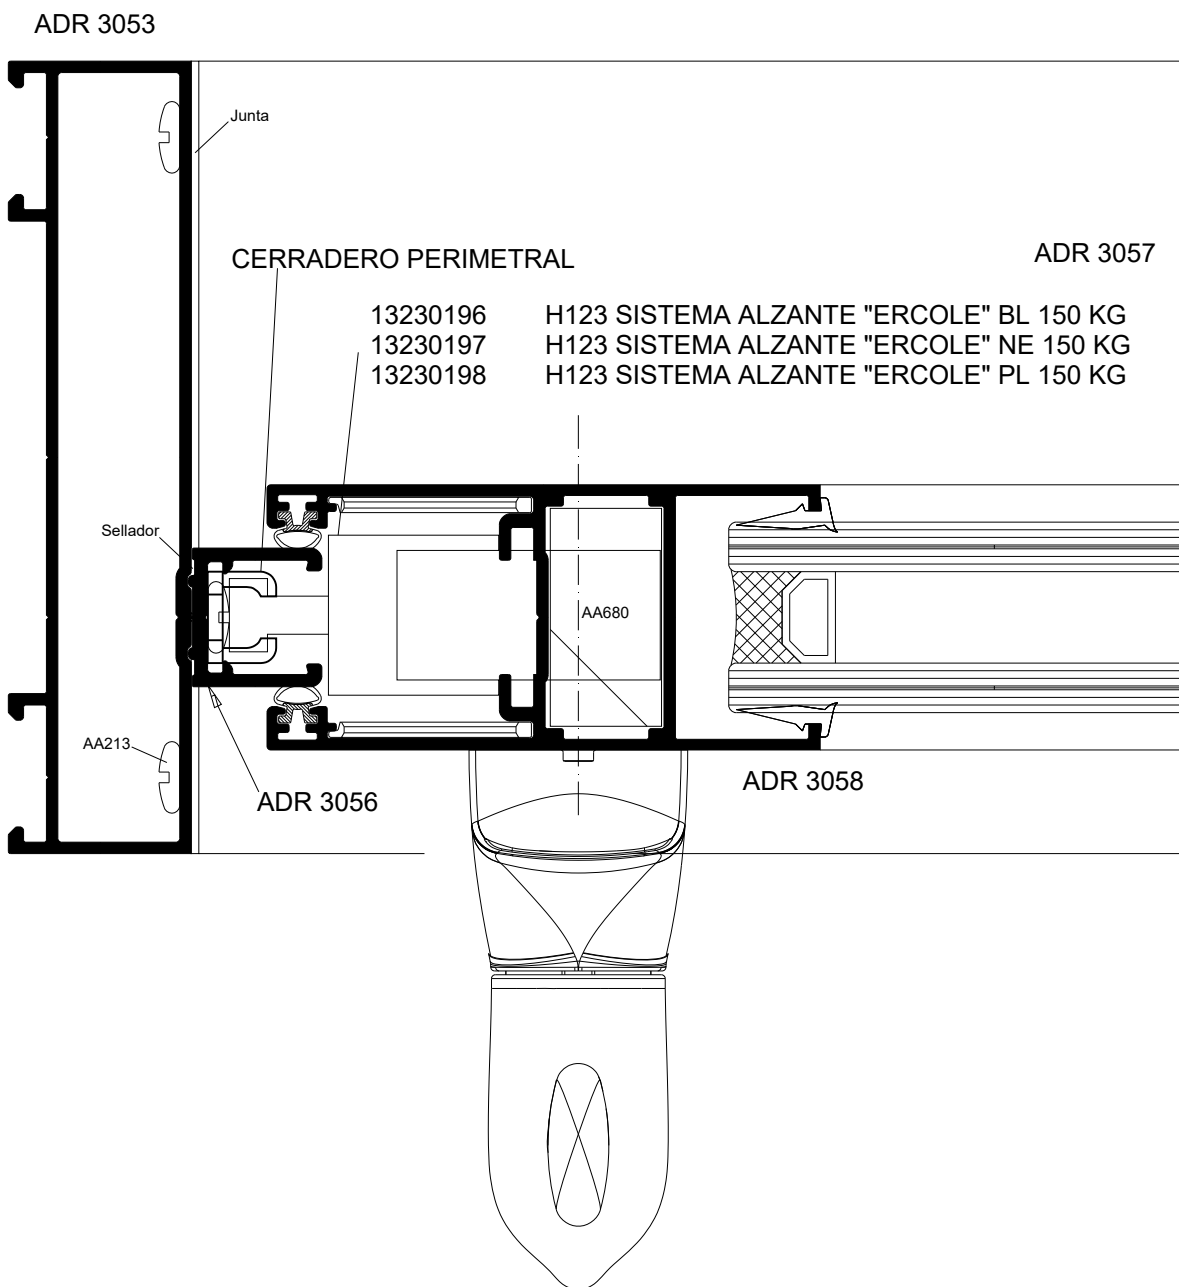 ADR 3053
Junta
CERRADERO PERIMETRAL
ADR 3057
13230196 H123 SISTEMA ALZANTE "ERCOLE" BL 150 KG
13230197 H123 SISTEMA ALZANTE "ERCOLE" NE 150 KG
13230198 H123 SISTEMA ALZANTE "ERCOLE" PL 150 KG
Sellador
AA680
AA213
ADR 3058
ADR 3056